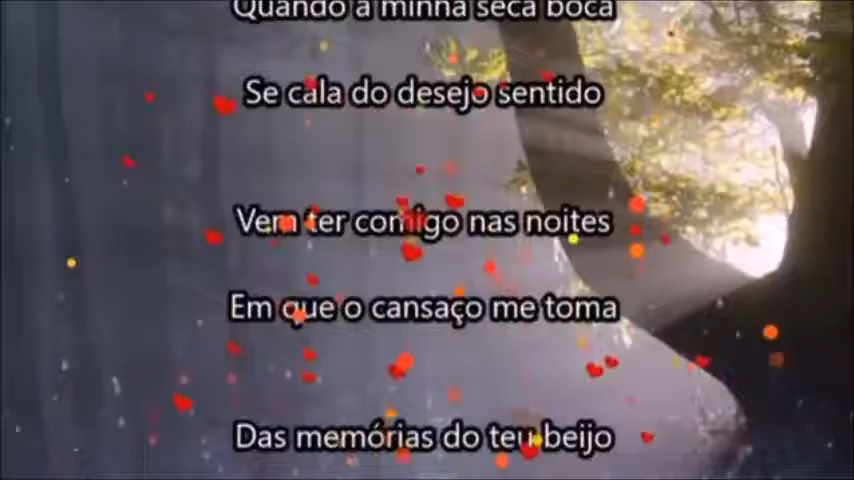 Quando a minha seca boca
Se cala do desejo sentido
Vem ter comigo nas noites
Em que o cansaço me toma
Das memórias do teu beijo